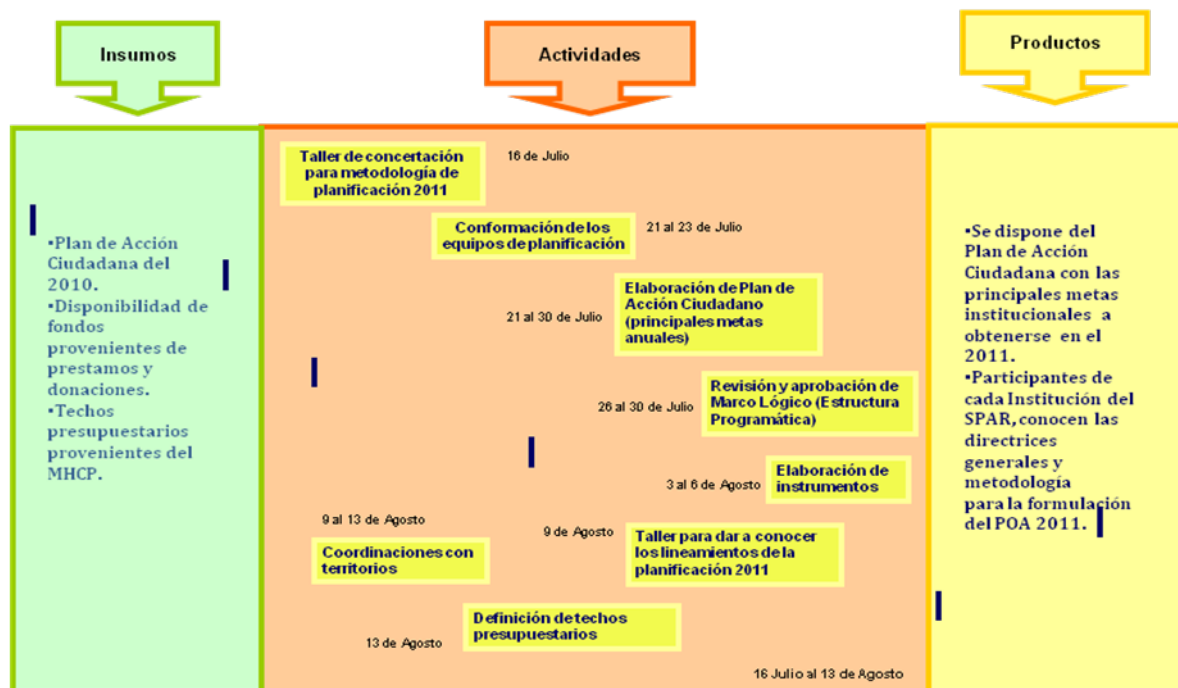 Insumos
Actividades
Productos
▪Plan de Acción
Ciudadana del
2010.
▪Disponibilidad de
fondos
provenientes de
prestamos y
donaciones.
▪Techos
presupuestarios
provenientes del
MHCP.
Taller de concertación
para metodología de
planificación 2011
16 de Julio
Conformación de los
equipos de planificación
21 al 23 de Julio
21 al 30 de Julio
Elaboración de Plan de
Acción Ciudadano
(principales metas
anuales)
26 al 30 de Julio
Revisión y aprobación de
Marco Lógico (Estructura
Programática)
3 al 6 de Agosto
Elaboración de
instrumentos
9 al 13 de Agosto
Coordinaciones con
territorios
9 de Agosto
Taller para dar a conocer
los lineamientos de la
planificación 2011
13 de Agosto
Definición de techos
presupuestarios
16 Julio al 13 de Agosto
▪Se dispone del
Plan de Acción
Ciudadana con las
principales metas
institucionales a
obtenerse en el
2011.
▪Participantes de
cada Institución del
SPAR, conocen las
directrices
generales y
metodología
para la formulación
del POA 2011.